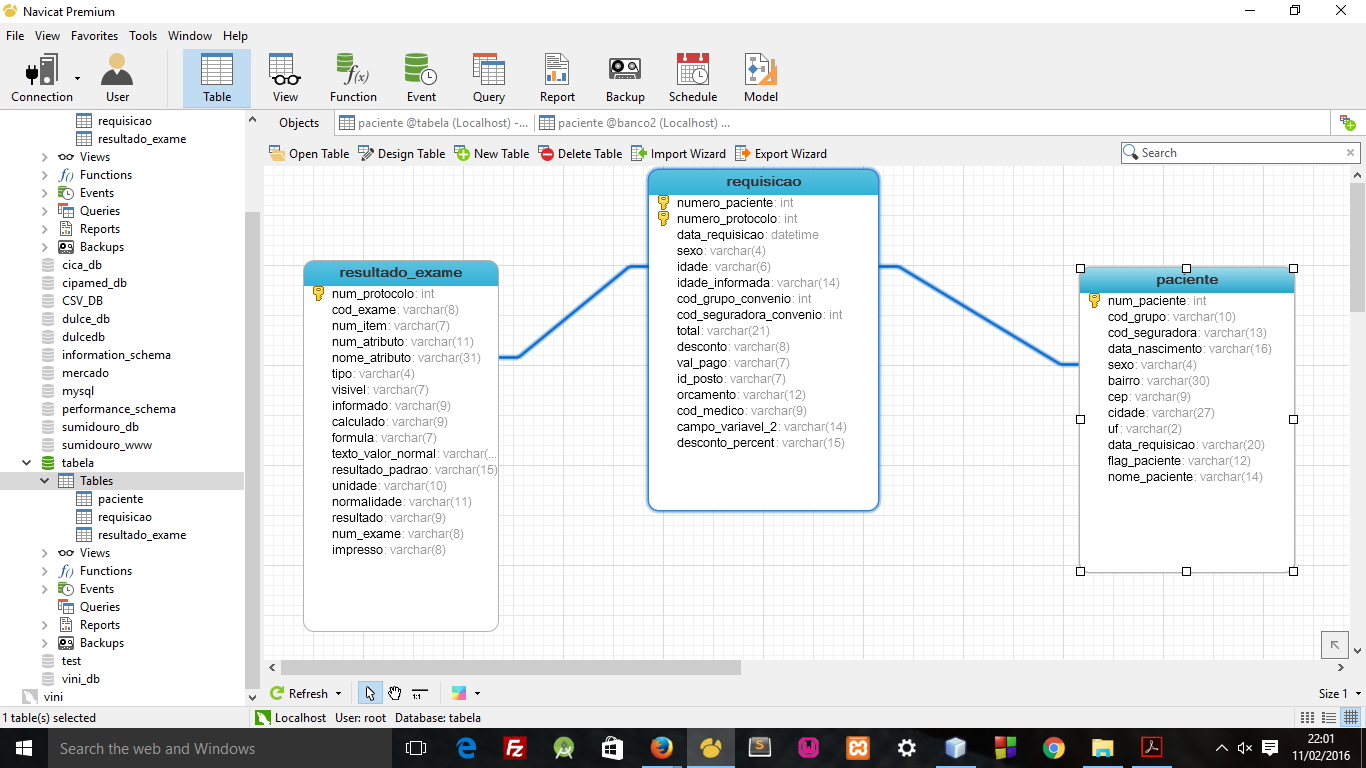 Navicat Premium
File View Favorites Tools Window Help
Connection User Table View Function Event Query Report Backup Schedule Model
requisicao
resultado_exame
Views
Functions
Events
Queries
Reports
Backups
cica_db
cipamed_db
CSV_DB
dulce_db
dulcedb
information_schema
mercado
mysql
performance_schema
sumidouro_db
sumidouro_www
tabela
Tables
paciente
requisicao
resultado_exame
Views
Functions
Events
Queries
Reports
Backups
test
vini_db
vini
Objects paciente @tabela (Localhost) -... paciente @banco2 (Localhost) ...
Open Table Design Table New Table Delete Table Import Wizard Export Wizard Search
resultado_exame
num_protocolo: int
cod_exame: varchar(8)
num_item: varchar(7)
num_atributo: varchar(11)
nome_atributo: varchar(31)
tipo: varchar(4)
visivel: varchar(7)
informado: varchar(9)
calculado: varchar(9)
formula: varchar(7)
texto_valor_normal: varchar(...
resultado_padrao: varchar(15)
unidade: varchar(10)
normalidade: varchar(11)
resultado: varchar(9)
num_exame: varchar(8)
impresso: varchar(8)
requisicao
numero_paciente: int
numero_protocolo: int
data_requisicao: datetime
sexo: varchar(4)
idade: varchar(6)
idade_informada: varchar(14)
cod_grupo_convenio: int
cod_seguradora_convenio: int
total: varchar(21)
desconto: varchar(8)
val_pago: varchar(7)
id_posto: varchar(7)
orcamento: varchar(12)
cod_medico: varchar(9)
campo_variavel_2: varchar(14)
desconto_percent: varchar(15)
paciente
num_paciente: int
cod_grupo: varchar(10)
cod_seguradora: varchar(13)
data_nascimento: varchar(16)
sexo: varchar(4)
bairro: varchar(30)
cep: varchar(9)
cidade: varchar(27)
uf: varchar(2)
data_requisicao: varchar(20)
flag_paciente: varchar(12)
nome_paciente: varchar(14)
Refresh 1:1 Size 1
1 table(s) selected Localhost User: root Database: tabela
Search the web and Windows
22:01
11/02/2016